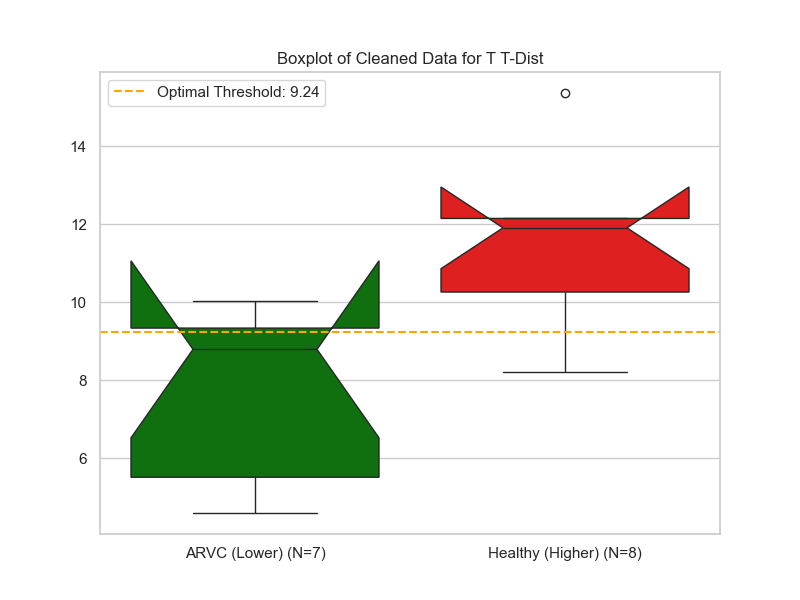 Boxplot of Cleaned Data for T T-Dist
Optimal Threshold: 9.24
14
12
10
8
6
ARVC (Lower) (N=7)
Healthy (Higher) (N=8)